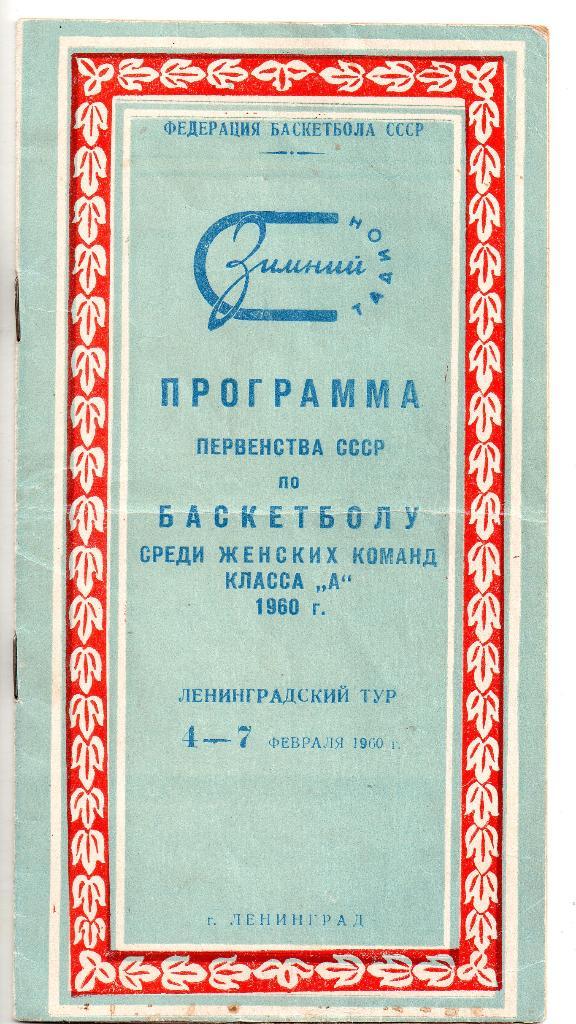 ФЕДЕРАЦИЯ БАСКЕТБОЛА СССР
Зимний
СТАДИОН
ПРОГРАММА
ПЕРВЕНСТВА СССР
ПО
БАСКЕТБОЛУ
СРЕДИ ЖЕНСКИХ КОМАНД
КЛАССА „А“
1960 г.
ЛЕНИНГРАДСКИЙ ТУР
4—7 ФЕВРАЛЯ 1960 г.
г. ЛЕНИНГРАД